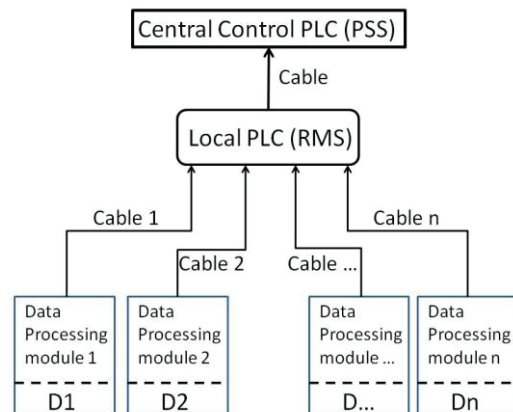 Central Control PLC (PSS)
Cable
Local PLC (RMS)
Cable 1
Cable n
Cable 2
Cable ...
Data
Processing
module 1
D1
Data
Processing
module 2
D2
Data
Processing
module ...
D...
Data
Processing
module n
Dn